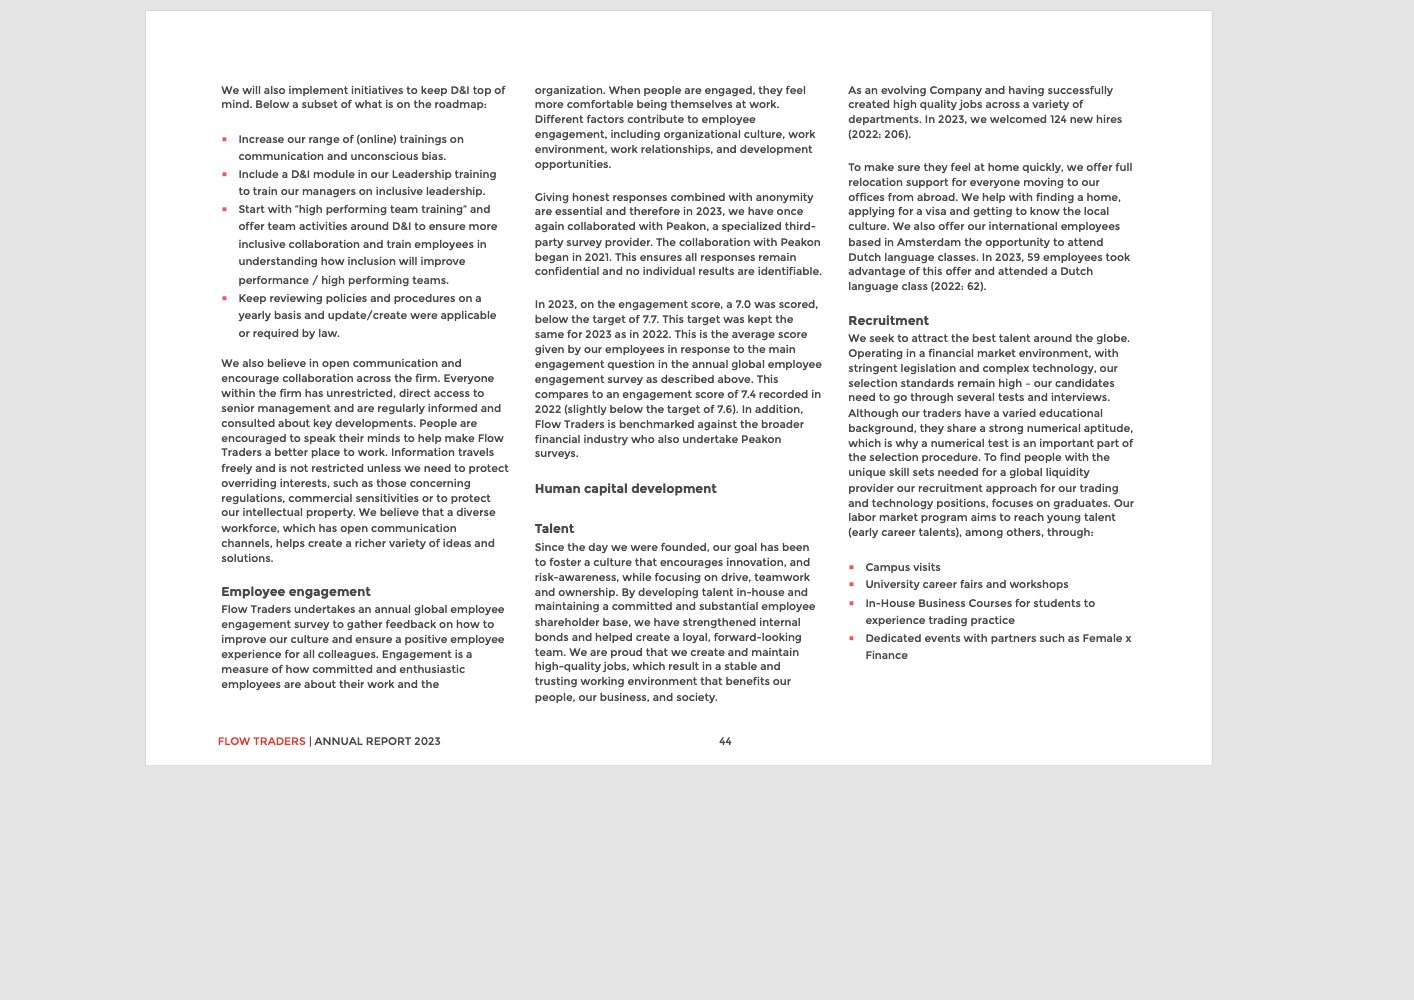 We will also implement initiatives to keep D&I top of
mind. Below a subset of what is on the roadmap:
▪ Increase our range of (online) trainings on
communication and unconscious bias.
▪ Include a D&I module in our Leadership training
to train our managers on inclusive leadership.
▪ Start with "high performing team training" and
offer team activities around D&I to ensure more
inclusive collaboration and train employees in
understanding how inclusion will improve
performance / high performing teams.
▪ Keep reviewing policies and procedures on a
yearly basis and update/create were applicable
or required by law.
We also believe in open communication and
encourage collaboration across the firm. Everyone
within the firm has unrestricted, direct access to
senior management and are regularly informed and
consulted about key developments. People are
encouraged to speak their minds to help make Flow
Traders a better place to work. Information travels
freely and is not restricted unless we need to protect
overriding interests, such as those concerning
regulations, commercial sensitivities or to protect
our intellectual property. We believe that a diverse
workforce, which has open communication
channels, helps create a richer variety of ideas and
solutions.
Employee engagement
Flow Traders undertakes an annual global employee
engagement survey to gather feedback on how to
improve our culture and ensure a positive employee
experience for all colleagues. Engagement is a
measure of how committed and enthusiastic
employees are about their work and the
organization. When people are engaged, they feel
more comfortable being themselves at work.
Different factors contribute to employee
engagement, including organizational culture, work
environment, work relationships, and development
opportunities.
Giving honest responses combined with anonymity
are essential and therefore in 2023, we have once
again collaborated with Peakon, a specialized third-
party survey provider. The collaboration with Peakon
began in 2021. This ensures all responses remain
confidential and no individual results are identifiable.
In 2023, on the engagement score, a 7.0 was scored,
below the target of 7.7. This target was kept the
same for 2023 as in 2022. This is the average score
given by our employees in response to the main
engagement question in the annual global employee
engagement survey as described above. This
compares to an engagement score of 7.4 recorded in
2022 (slightly below the target of 7.6). In addition,
Flow Traders is benchmarked against the broader
financial industry who also undertake Peakon
surveys.
Human capital development
Talent
Since the day we were founded, our goal has been
to foster a culture that encourages innovation, and
risk-awareness, while focusing on drive, teamwork
and ownership. By developing talent in-house and
maintaining a committed and substantial employee
shareholder base, we have strengthened internal
bonds and helped create a loyal, forward-looking
team. We are proud that we create and maintain
high-quality jobs, which result in a stable and
trusting working environment that benefits our
people, our business, and society.
As an evolving Company and having successfully
created high quality jobs across a variety of
departments. In 2023, we welcomed 124 new hires
(2022: 206).
To make sure they feel at home quickly, we offer full
relocation support for everyone moving to our
offices from abroad. We help with finding a home,
applying for a visa and getting to know the local
culture. We also offer our international employees
based in Amsterdam the opportunity to attend
Dutch language classes. In 2023, 59 employees took
advantage of this offer and attended a Dutch
language class (2022: 62).
Recruitment
We seek to attract the best talent around the globe.
Operating in a financial market environment, with
stringent legislation and complex technology, our
selection standards remain high – our candidates
need to go through several tests and interviews.
Although our traders have a varied educational
background, they share a strong numerical aptitude,
which is why a numerical test is an important part of
the selection procedure. To find people with the
unique skill sets needed for a global liquidity
provider our recruitment approach for our trading
and technology positions, focuses on graduates. Our
labor market program aims to reach young talent
(early career talents), among others, through:
▪ Campus visits
▪ University career fairs and workshops
▪ In-House Business Courses for students to
experience trading practice
▪ Dedicated events with partners such as Female x
Finance
FLOW TRADERS | ANNUAL REPORT 2023
44